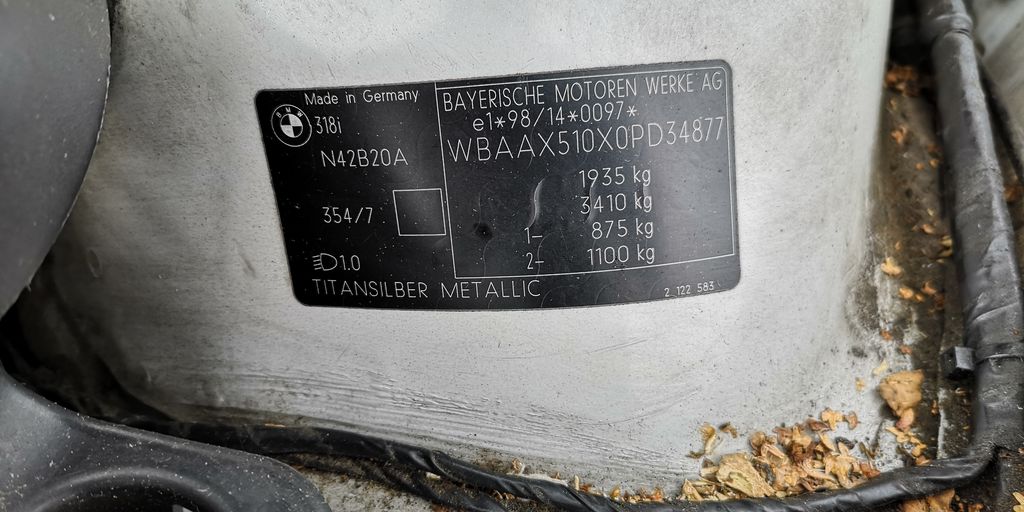 Made in Germany
BMW
318i
N42B20A
354/7
1.0
TITANSILBER METALLIC
BAYERISCHE MOTOREN WERKE AG
e1*98/14*0097*
WBAAX510X0PD34877
1935 kg
3410 kg
1- 875 kg
2- 1100 kg
2 122 583